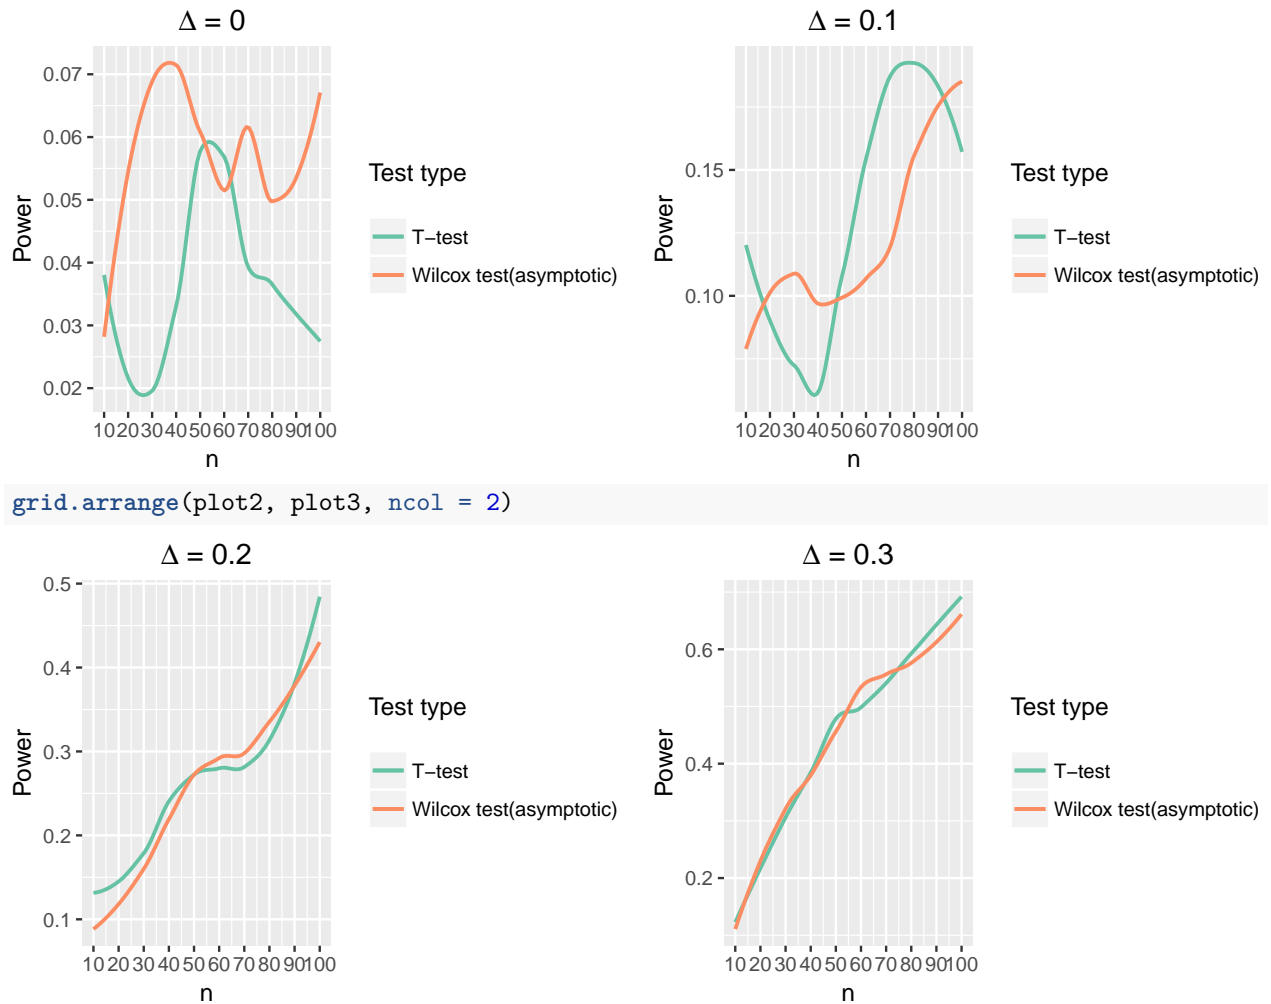 Δ = 0
0.07
0.06
0.05
0.04
0.03
0.02
Power
10 20 30 40 50 60 70 80 90 100
n
Test type
T−test
Wilcox test(asymptotic)
Δ = 0.1
0.15
0.10
Power
10 20 30 40 50 60 70 80 90 100
n
Test type
T−test
Wilcox test(asymptotic)
grid.arrange(plot2, plot3, ncol = 2)
Δ = 0.2
0.5
0.4
0.3
0.2
0.1
Power
10 20 30 40 50 60 70 80 90 100
n
Test type
T−test
Wilcox test(asymptotic)
Δ = 0.3
0.6
0.4
0.2
Power
10 20 30 40 50 60 70 80 90 100
n
Test type
T−test
Wilcox test(asymptotic)